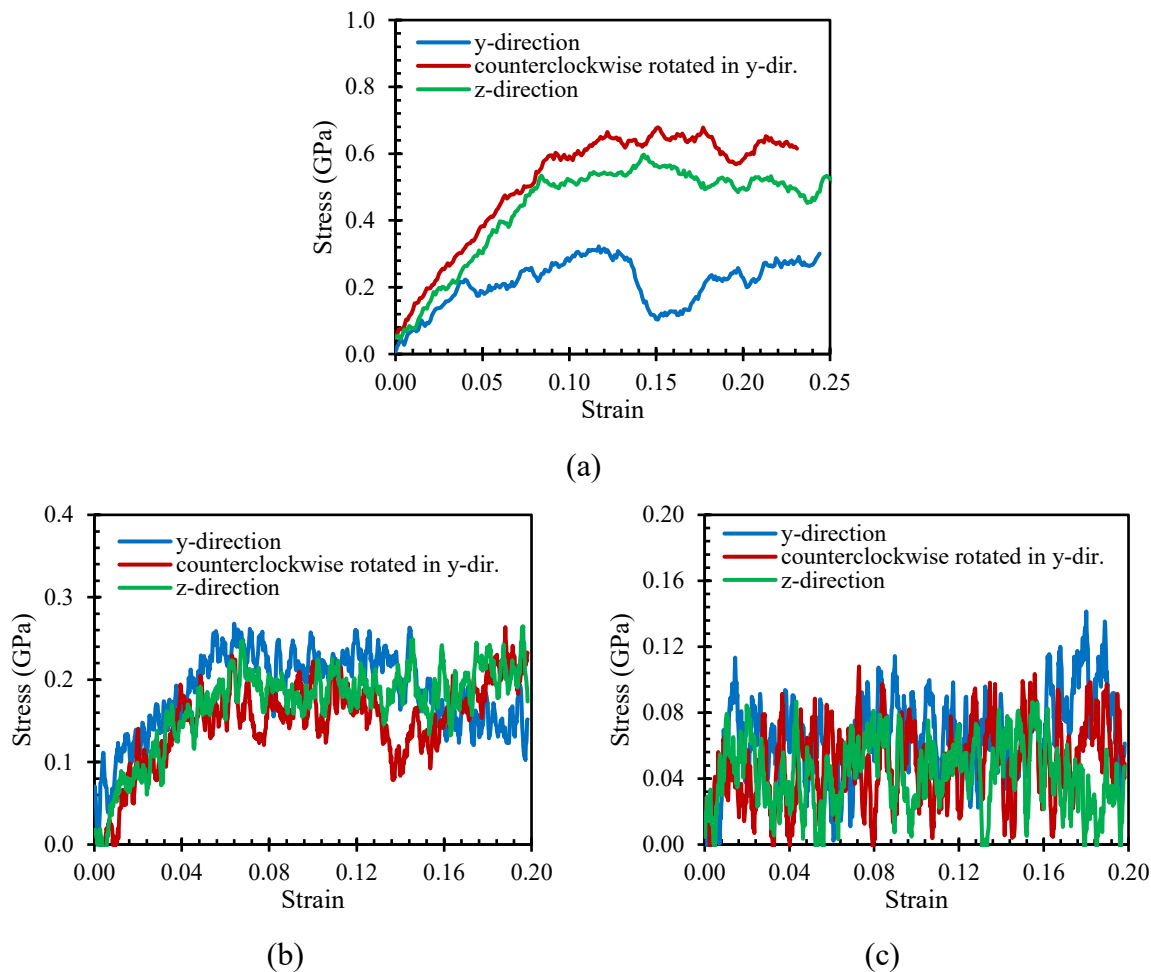 1.0
y-direction
counterclockwise rotated in y-dir.
0.8
z-direction
0.6
Stress (GPa)
0.4
0.2
0.0
0.00 0.05 0.10 0.15 0.20 0.25
Strain
(a)
0.4
y-direction
counterclockwise rotated in y-dir.
z-direction
0.3
Stress (GPa)
0.2
0.1
0.0
0.00 0.04 0.08 0.12 0.16 0.20
Strain
(b)
0.20
y-direction
counterclockwise rotated in y-dir.
0.16
z-direction
0.12
Stress (GPa)
0.08
0.04
0.00
0.00 0.04 0.08 0.12 0.16 0.20
Strain
(c)